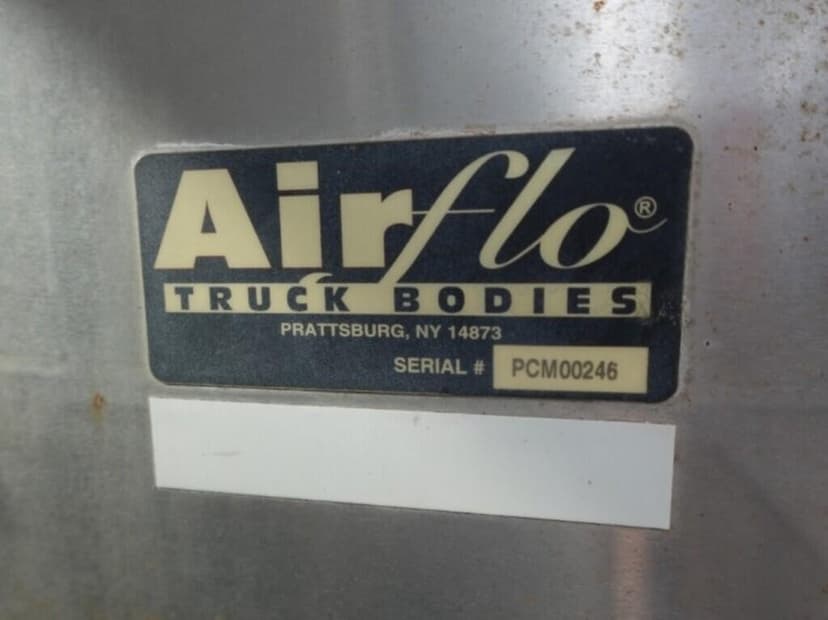 Airflo®
TRUCK BODIES
PRATTSBURG, NY 14873
SERIAL # PCM00246